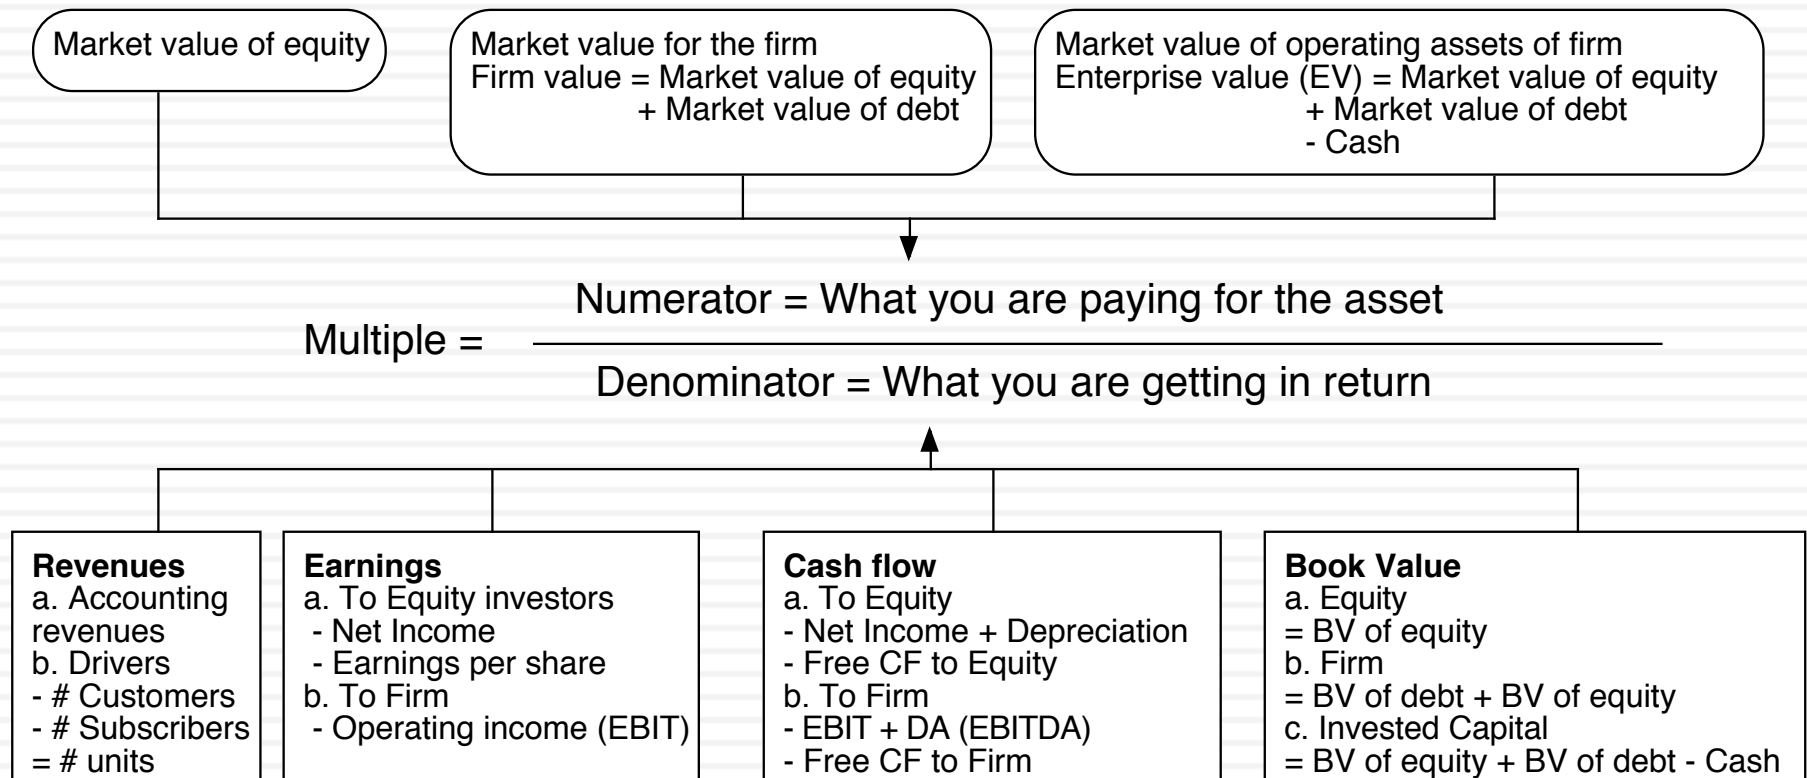 Market value of equity
Market value for the firm
Firm value = Market value of equity
+ Market value of debt
Market value of operating assets of firm
Enterprise value (EV) = Market value of equity
+ Market value of debt
- Cash
Multiple =
Numerator = What you are paying for the asset
Denominator = What you are getting in return
Revenues
a. Accounting
revenues
b. Drivers
- # Customers
- # Subscribers
= # units
Earnings
a. To Equity investors
- Net Income
- Earnings per share
b. To Firm
- Operating income (EBIT)
Cash flow
a. To Equity
- Net Income + Depreciation
- Free CF to Equity
b. To Firm
- EBIT + DA (EBITDA)
- Free CF to Firm
Book Value
a. Equity
= BV of equity
b. Firm
= BV of debt + BV of equity
c. Invested Capital
= BV of equity + BV of debt - Cash